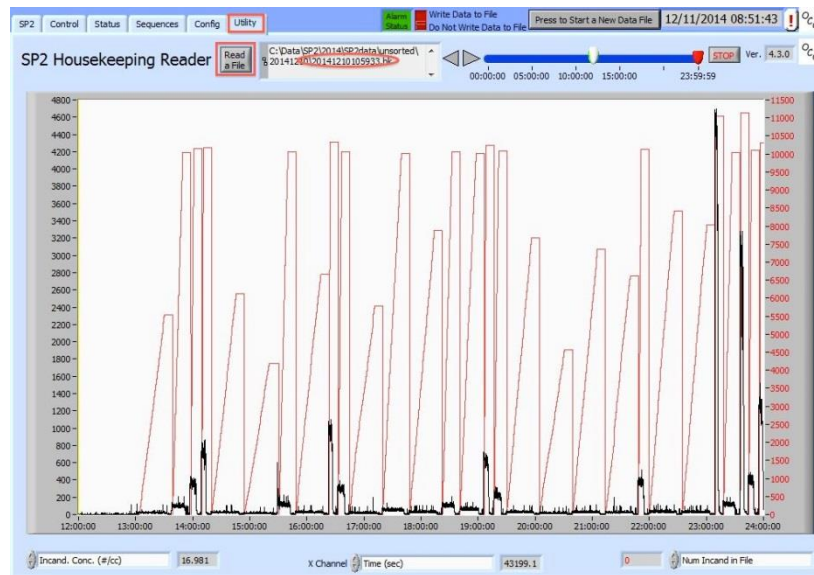 SP2 Control Status Sequences Config Utility
Alarm Status
Write Data to File
Do Not Write Data to File
Press to Start a New Data File
12/11/2014 08:51:43
!
SP2 Housekeeping Reader
Read a File
C:\Data\SP2\2014\SP2data\unsorted\
20141210\20141210105933.hk
STOP
Ver. 4.3.0
00:00:00 05:00:00 10:00:00 15:00:00 23:59:59
4800 11500
4600 11000
4400 10500
4200 10000
4000 9500
3800 9000
3600 8500
3400 8000
3200 7500
3000 7000
2800 6500
2600 6000
2400 5500
2200 5000
2000 4500
1800 4000
1600 3500
1400 3000
1200 2500
1000 2000
800 1500
600 1000
400 500
200 0
0
12:00:00 13:00:00 14:00:00 15:00:00 16:00:00 17:00:00 18:00:00 19:00:00 20:00:00 21:00:00 22:00:00 23:00:00 24:00:00
Incand. Conc. (#/cc) 16.981 X Channel Time (sec) 43199.1 0 Num Incand in File